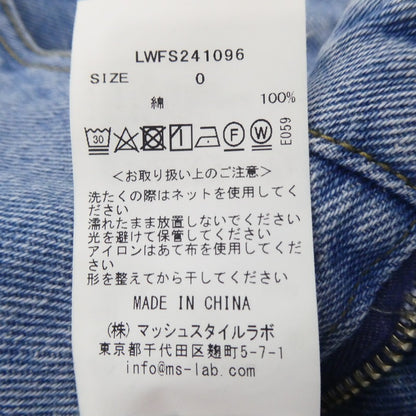 LWFS241096
SIZE 0
綿 100%
30 F W E059
＜お取り扱い上のご注意＞
洗たくの際はネットを使用してく
ださい
濡れたまま放置しないでください
光を避けて保管してください
アイロンはあて布を使用してくだ
さい
形を整えてから干してください
MADE IN CHINA
(株) マッシュスタイルラボ
東京都千代田区麹町5-7-1
info@ms-lab.com